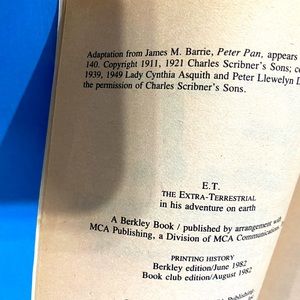 Adaptation from James M. Barrie, Peter Pan, appears
140. Copyright 1911, 1921 Charles Scribner's Sons; co
1939, 1949 Lady Cynthia Asquith and Peter Llewelyn D
the permission of Charles Scribner's Sons.
E.T.
THE EXTRA-TERRESTRIAL
in his adventure on earth
A Berkley Book / published by arrangement with
MCA Publishing, a Division of MCA Communications,
PRINTING HISTORY
Berkley edition/June 1982
Book club edition/August 1982
Publishing,